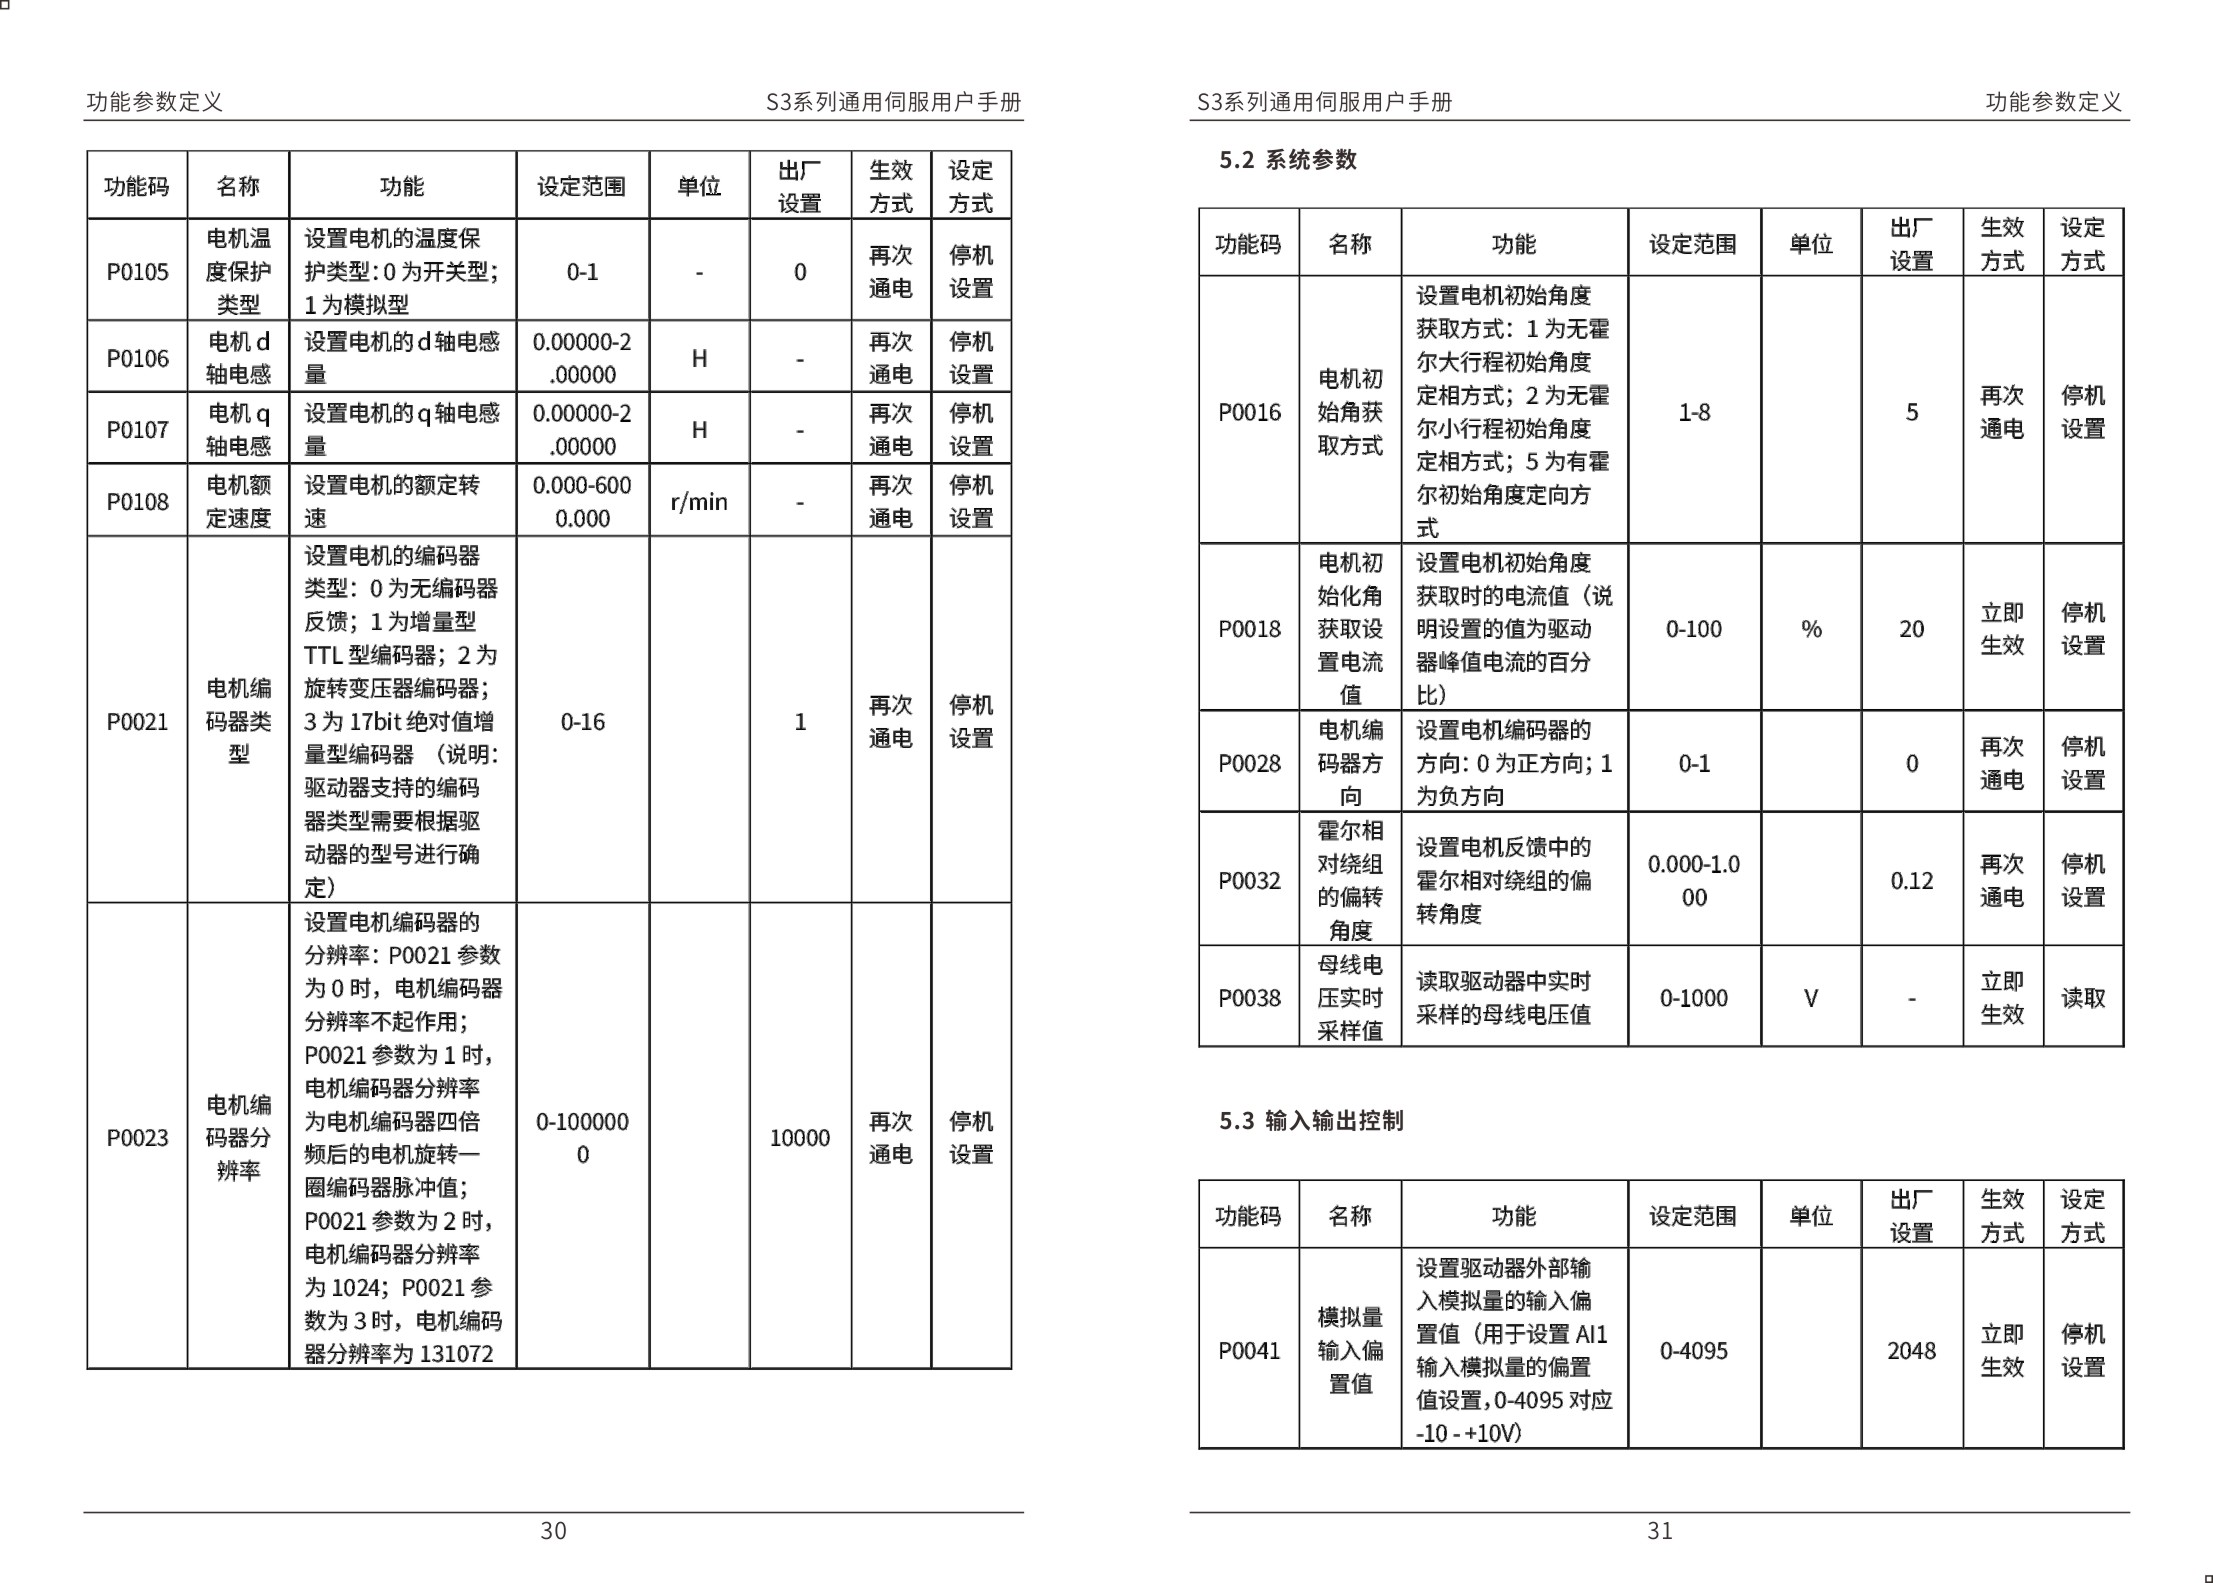 功能参数定义 S3系列通用伺服用户手册
功能码 名称 功能 设定范围 单位 出厂设置 生效方式 设定方式
P0105
电机温
度保护
类型
设置电机的温度保
护类型：0 为开关型；
1 为模拟型
0-1
-
0
再次
通电
停机
设置
P0106
电机 d
轴电感
设置电机的 d 轴电感
量
0.00000-2
.00000
H
-
再次
通电
停机
设置
P0107
电机 q
轴电感
设置电机的 q 轴电感
量
0.00000-2
.00000
H
-
再次
通电
停机
设置
P0108
电机额
定速度
设置电机的额定转
速
0.000-600
0.000
r/min
-
再次
通电
停机
设置
P0021
电机编
码器类
型
设置电机的编码器
类型：0 为无编码器
反馈；1 为增量型
TTL 型编码器；2 为
旋转变压器编码器；
3 为 17bit 绝对值增
量型编码器 （说明：
驱动器支持的编码
器类型需要根据驱
动器的型号进行确
定）
0-16
1
再次
通电
停机
设置
P0023
电机编
码器分
辨率
设置电机编码器的
分辨率：P0021 参数
为 0 时，电机编码器
分辨率不起作用；
P0021 参数为 1 时，
电机编码器分辨率
为电机编码器四倍
频后的电机旋转一
圈编码器脉冲值；
P0021 参数为 2 时，
电机编码器分辨率
为 1024；P0021 参
数为 3 时，电机编码
器分辨率为 131072
0-100000
0
10000
再次
通电
停机
设置
30
S3系列通用伺服用户手册 功能参数定义
5.2 系统参数
功能码 名称 功能 设定范围 单位 出厂设置 生效方式 设定方式
P0016
电机初
始角获
取方式
设置电机初始角度
获取方式：1 为无霍
尔大行程初始角度
定相方式；2 为无霍
尔小行程初始角度
定相方式；5 为有霍
尔初始角度定向方
式
1-8
5
再次
通电
停机
设置
P0018
电机初
始化角
获取设
置电流
值
设置电机初始角度
获取时的电流值（说
明设置的值为驱动
器峰值电流的百分
比）
0-100
%
20
立即
生效
停机
设置
P0028
电机编
码器方
向
设置电机编码器的
方向：0 为正方向；1
为负方向
0-1
0
再次
通电
停机
设置
P0032
霍尔相
对绕组
的偏转
角度
设置电机反馈中的
霍尔相对绕组的偏
转角度
0.000-1.0
00
0.12
再次
通电
停机
设置
P0038
母线电
压实时
采样值
读取驱动器中实时
采样的母线电压值
0-1000
V
-
立即
生效
读取
5.3 输入输出控制
功能码 名称 功能 设定范围 单位 出厂设置 生效方式 设定方式
P0041
模拟量
输入偏
置值
设置驱动器外部输
入模拟量的输入偏
置值（用于设置 AI1
输入模拟量的偏置
值设置，0-4095 对应
-10 - +10V）
0-4095
2048
立即
生效
停机
设置
31